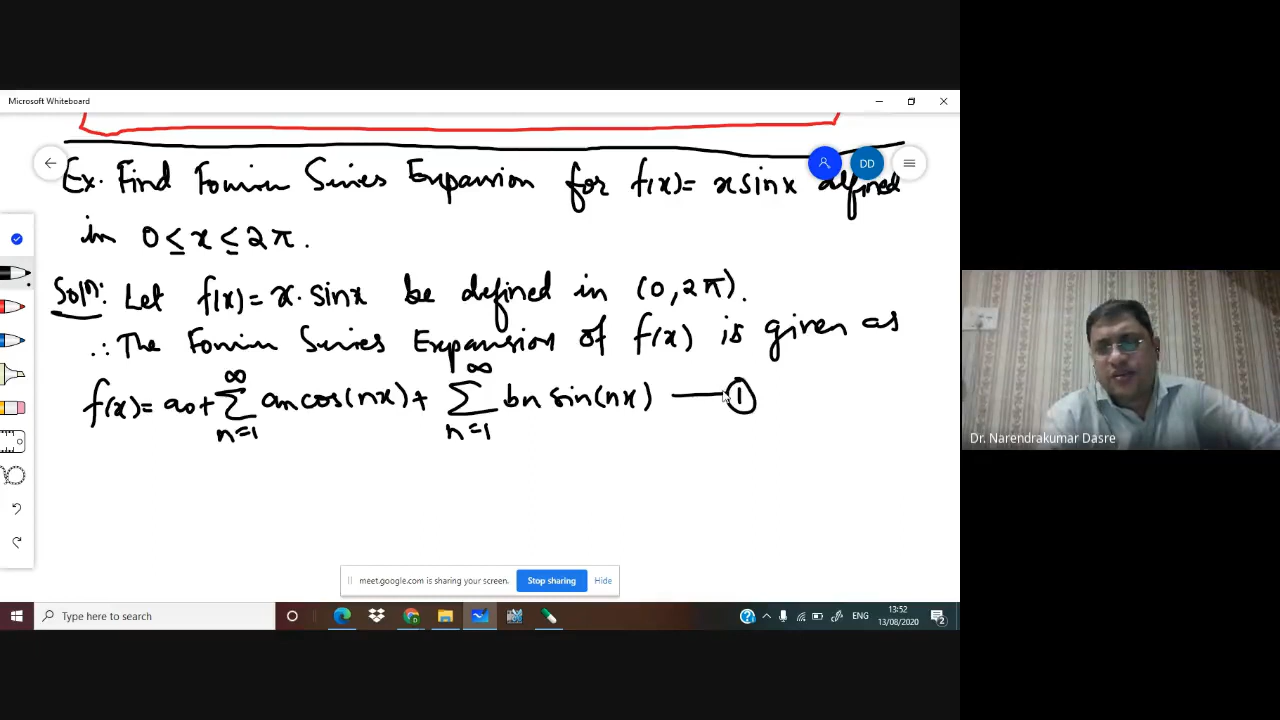 Microsoft Whiteboard
Ex. Find Fourier Series Expansion for f(x)= x sinx defined
in 0 ≤ x ≤ 2π.
DD
Soln: Let f(x)= x· sinx be defined in (0, 2π).
∴ The Fourier Series Expansion of f(x) is given as
f(x)= a0 + ∑_{n=1}^{∞} an cos(nx) + ∑_{n=1}^{∞} bn sin(nx) —— ①
Dr. Narendrakumar Dasre
meet.google.com is sharing your screen. Stop sharing Hide
Type here to search
ENG
13:52
13/08/2020
2